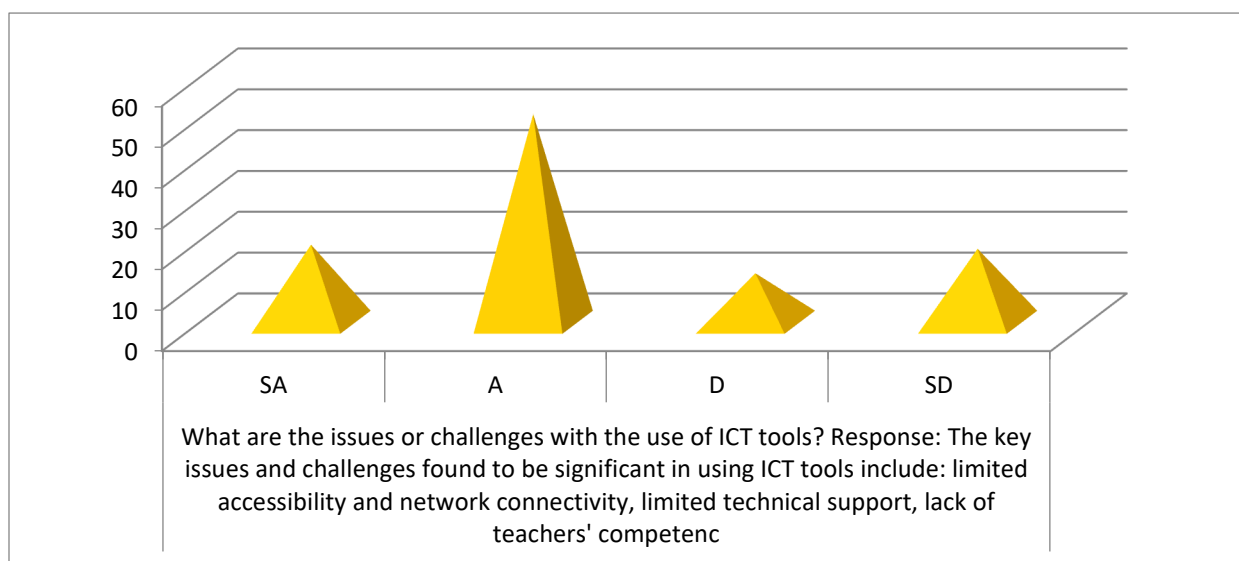 60
50
40
30
20
10
0
SA A D SD
What are the issues or challenges with the use of ICT tools? Response: The key
issues and challenges found to be significant in using ICT tools include: limited
accessibility and network connectivity, limited technical support, lack of
teachers' competenc